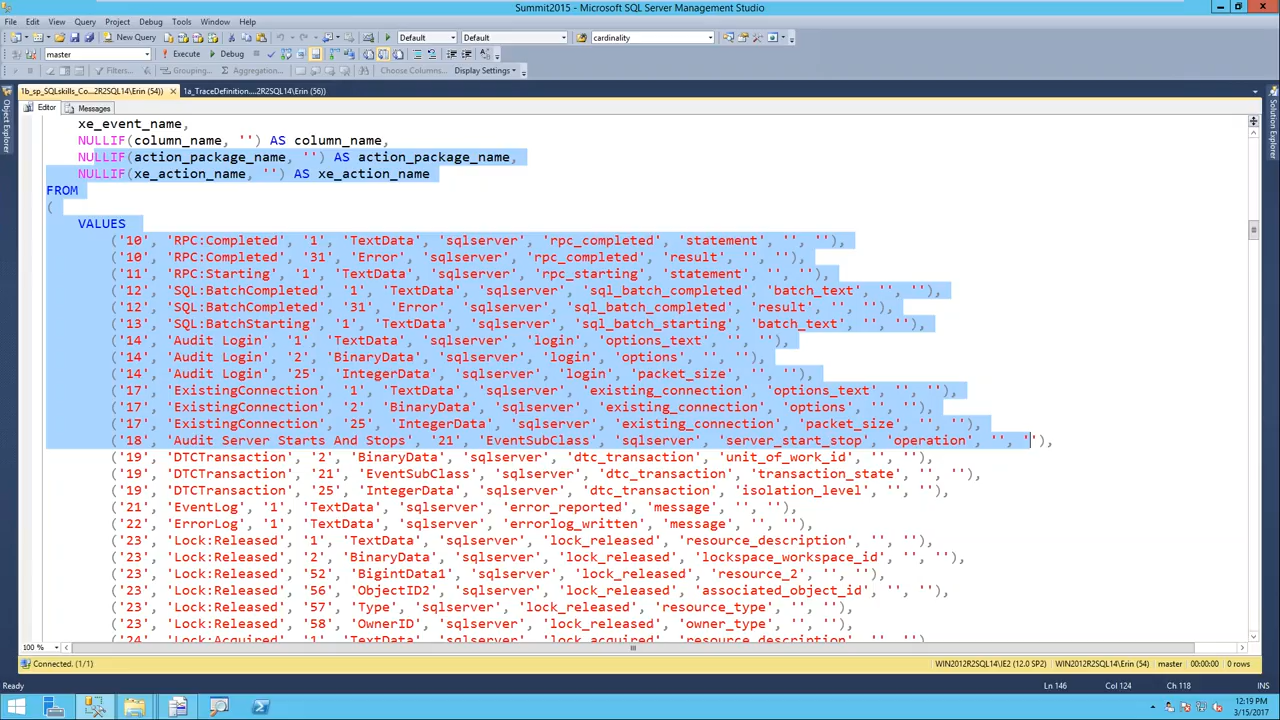 Summit2015 - Microsoft SQL Server Management Studio
File Edit View Query Project Debug Tools Window Help
New Query Default Default cardinality
master Execute Debug
Filters... Grouping... Aggregation... Choose Columns... Display Settings
1b_sp_SQLskills_Co...2R2SQL14\Erin (54)) 1a_TraceDefinition....2R2SQL14\Erin (56))
Editor Messages
Object Explorer
Solution Explorer
xe_event_name,
NULLIF(column_name, '') AS column_name,
NULLIF(action_package_name, '') AS action_package_name,
NULLIF(xe_action_name, '') AS xe_action_name
FROM
(
VALUES
('10', 'RPC:Completed', '1', 'TextData', 'sqlserver', 'rpc_completed', 'statement', '', ''),
('10', 'RPC:Completed', '31', 'Error', 'sqlserver', 'rpc_completed', 'result', '', ''),
('11', 'RPC:Starting', '1', 'TextData', 'sqlserver', 'rpc_starting', 'statement', '', ''),
('12', 'SQL:BatchCompleted', '1', 'TextData', 'sqlserver', 'sql_batch_completed', 'batch_text', '', ''),
('12', 'SQL:BatchCompleted', '31', 'Error', 'sqlserver', 'sql_batch_completed', 'result', '', ''),
('13', 'SQL:BatchStarting', '1', 'TextData', 'sqlserver', 'sql_batch_starting', 'batch_text', '', ''),
('14', 'Audit Login', '1', 'TextData', 'sqlserver', 'login', 'options_text', '', ''),
('14', 'Audit Login', '2', 'BinaryData', 'sqlserver', 'login', 'options', '', ''),
('14', 'Audit Login', '25', 'IntegerData', 'sqlserver', 'login', 'packet_size', '', ''),
('17', 'ExistingConnection', '1', 'TextData', 'sqlserver', 'existing_connection', 'options_text', '', ''),
('17', 'ExistingConnection', '2', 'BinaryData', 'sqlserver', 'existing_connection', 'options', '', ''),
('17', 'ExistingConnection', '25', 'IntegerData', 'sqlserver', 'existing_connection', 'packet_size', '', ''),
('18', 'Audit Server Starts And Stops', '21', 'EventSubClass', 'sqlserver', 'server_start_stop', 'operation', '', ''),
('19', 'DTCTransaction', '2', 'BinaryData', 'sqlserver', 'dtc_transaction', 'unit_of_work_id', '', ''),
('19', 'DTCTransaction', '21', 'EventSubClass', 'sqlserver', 'dtc_transaction', 'transaction_state', '', ''),
('19', 'DTCTransaction', '25', 'IntegerData', 'sqlserver', 'dtc_transaction', 'isolation_level', '', ''),
('21', 'EventLog', '1', 'TextData', 'sqlserver', 'error_reported', 'message', '', ''),
('22', 'ErrorLog', '1', 'TextData', 'sqlserver', 'errorlog_written', 'message', '', ''),
('23', 'Lock:Released', '1', 'TextData', 'sqlserver', 'lock_released', 'resource_description', '', ''),
('23', 'Lock:Released', '2', 'BinaryData', 'sqlserver', 'lock_released', 'lockspace_workspace_id', '', ''),
('23', 'Lock:Released', '52', 'BigintData1', 'sqlserver', 'lock_released', 'resource_2', '', ''),
('23', 'Lock:Released', '56', 'ObjectID2', 'sqlserver', 'lock_released', 'associated_object_id', '', ''),
('23', 'Lock:Released', '57', 'Type', 'sqlserver', 'lock_released', 'resource_type', '', ''),
('23', 'Lock:Released', '58', 'OwnerID', 'sqlserver', 'lock_released', 'owner_type', '', ''),
('24', 'Lock:Acquired', '1', 'TextData', 'sqlserver', 'lock_acquired', 'resource_description', '', ''),
100 %
Connected. (1/1) WIN2012R2SQL14\IE2 (12.0 SP2) WIN2012R2SQL14\Erin (54) master 00:00:00 0 rows
Ready Ln 146 Col 124 Ch 118 INS
12:19 PM
3/15/2017